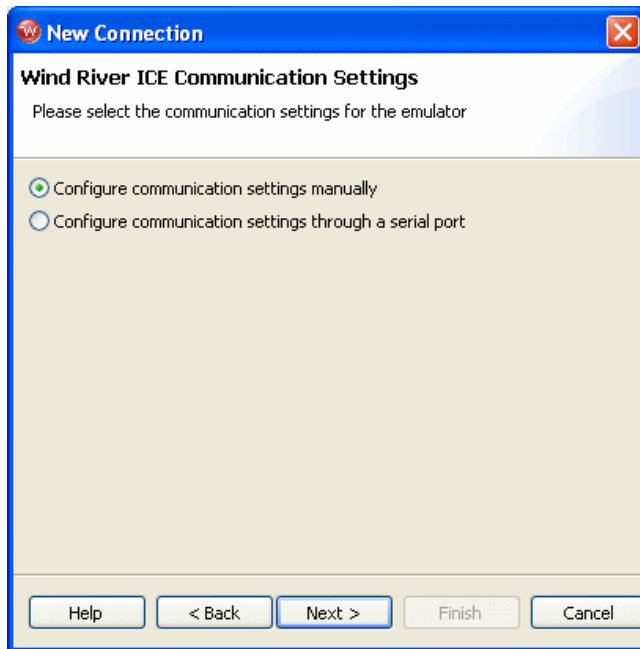 New Connection
Wind River ICE Communication Settings
Please select the communication settings for the emulator
Configure communication settings manually
Configure communication settings through a serial port
Help < Back Next > Finish Cancel